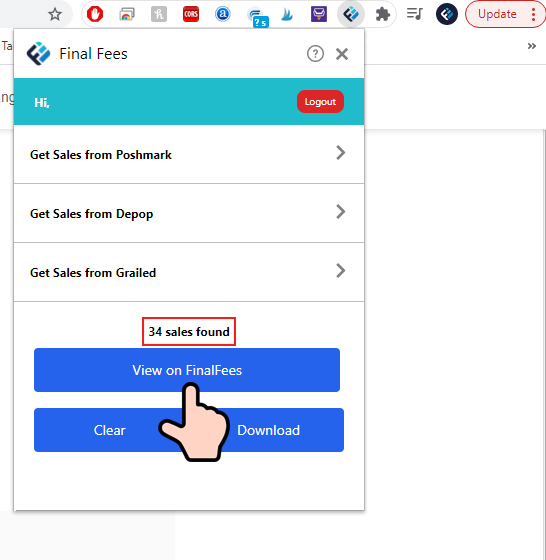 CORS
a
? 5
Update
Ta
»
Final Fees
?
ng
Hi,
Logout
Get Sales from Poshmark
Get Sales from Depop
Get Sales from Grailed
34 sales found
View on FinalFees
Clear
Download